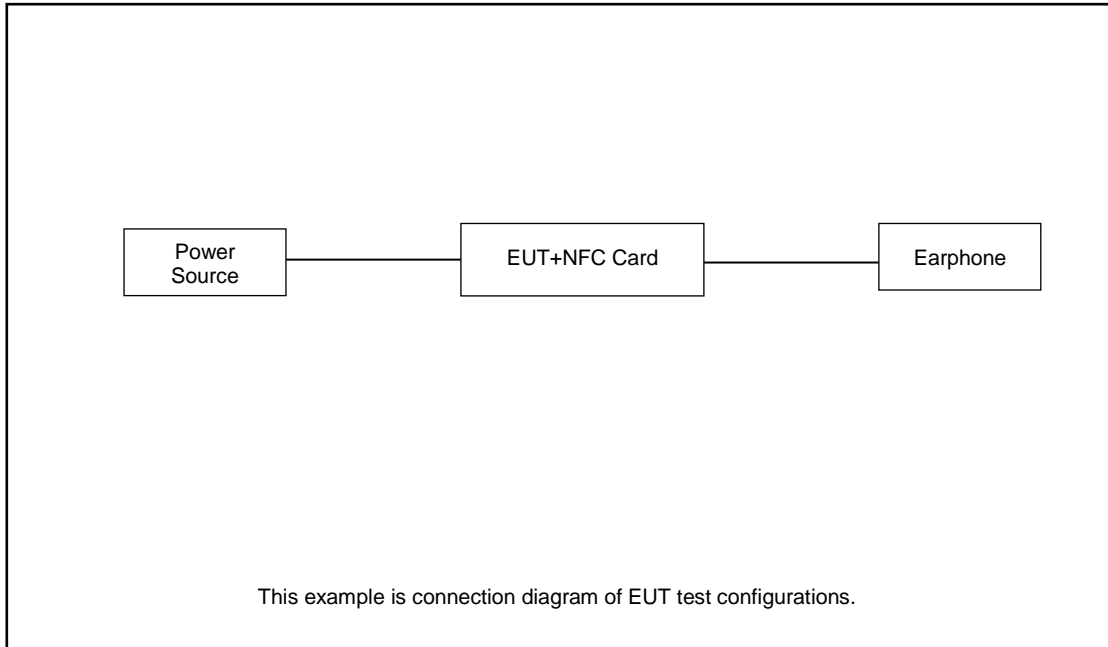 Power
Source
EUT+NFC Card
Earphone
This example is connection diagram of EUT test configurations.